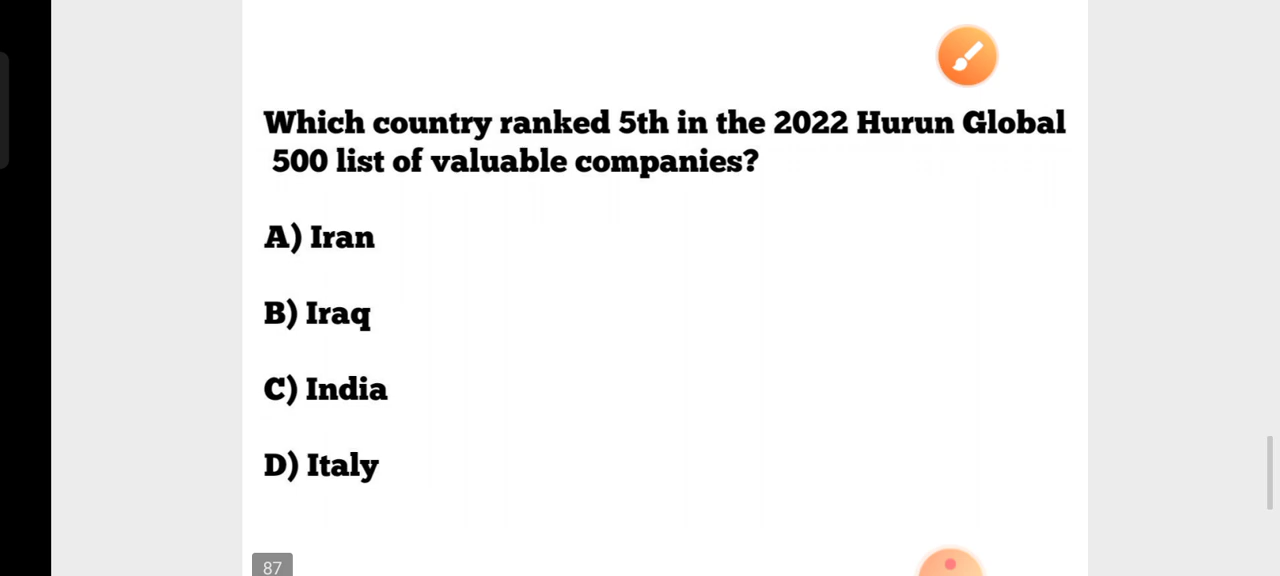 Which country ranked 5th in the 2022 Hurun Global
500 list of valuable companies?
A) Iran
B) Iraq
C) India
D) Italy
87